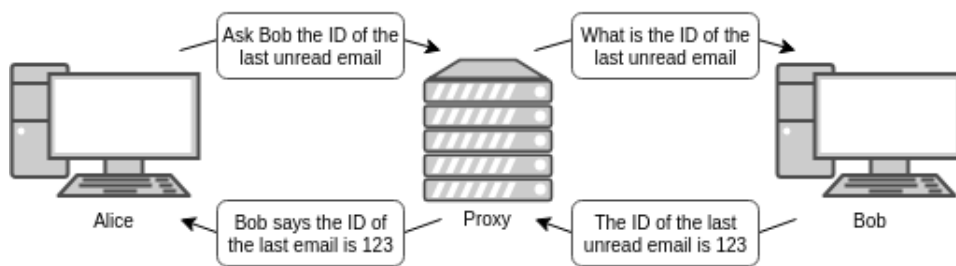 Ask Bob the ID of the
last unread email
What is the ID of the
last unread email
Alice
Proxy
Bob
Bob says the ID of
the last email is 123
The ID of the last
unread email is 123